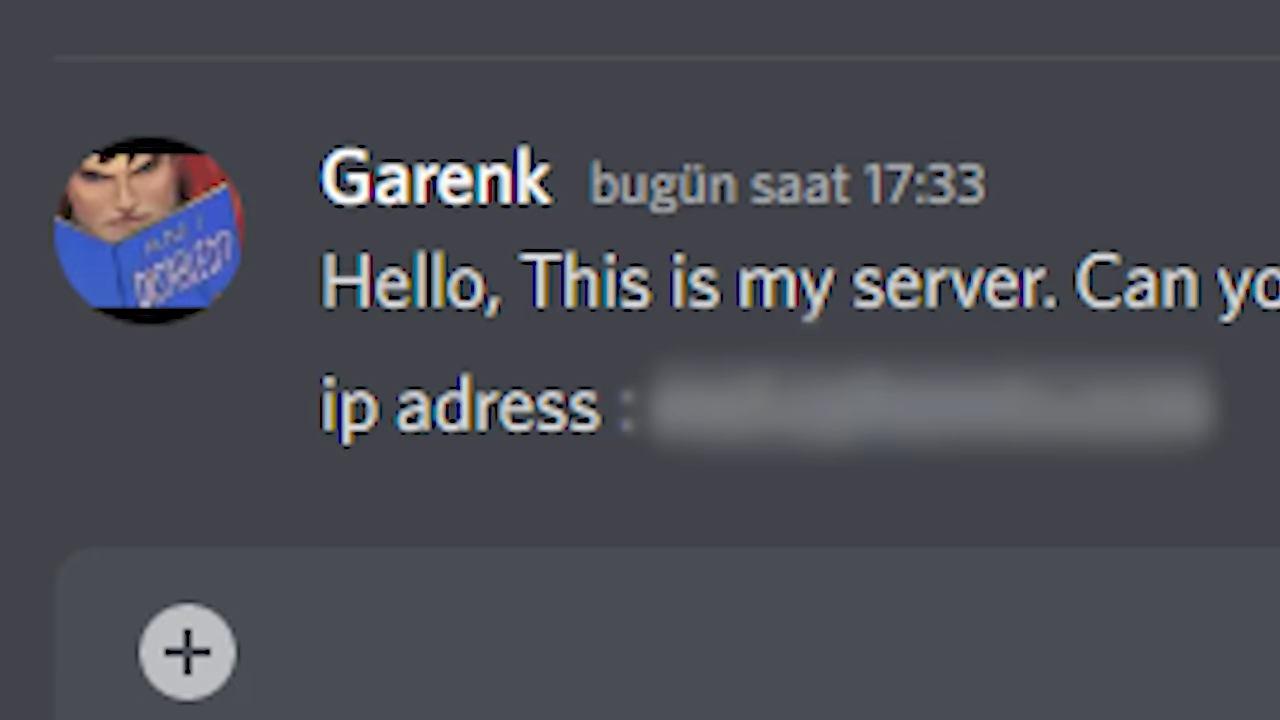 Garenk bugün saat 17:33
Hello, This is my server. Can yo
ip adress :